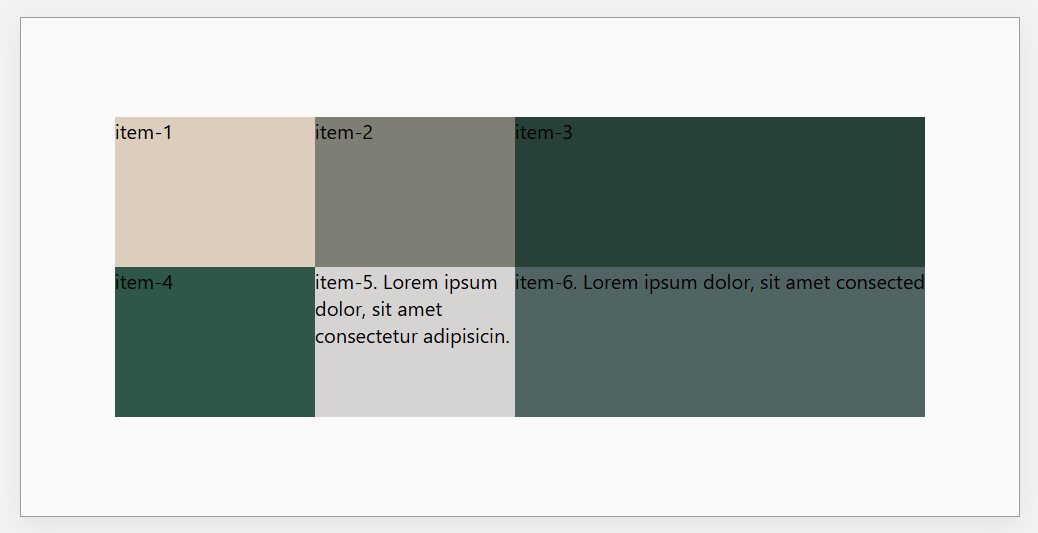 item-1
item-2
item-3
item-4
item-5. Lorem ipsum
dolor, sit amet
consectetur adipisicin.
item-6. Lorem ipsum dolor, sit amet consected